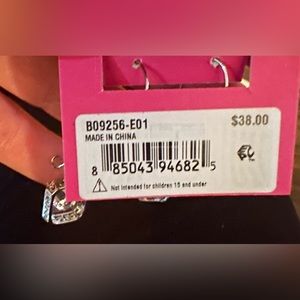 B09256-E01
$38.00
MADE IN CHINA
8 85043 94682 5
Not intended for children 15 and under